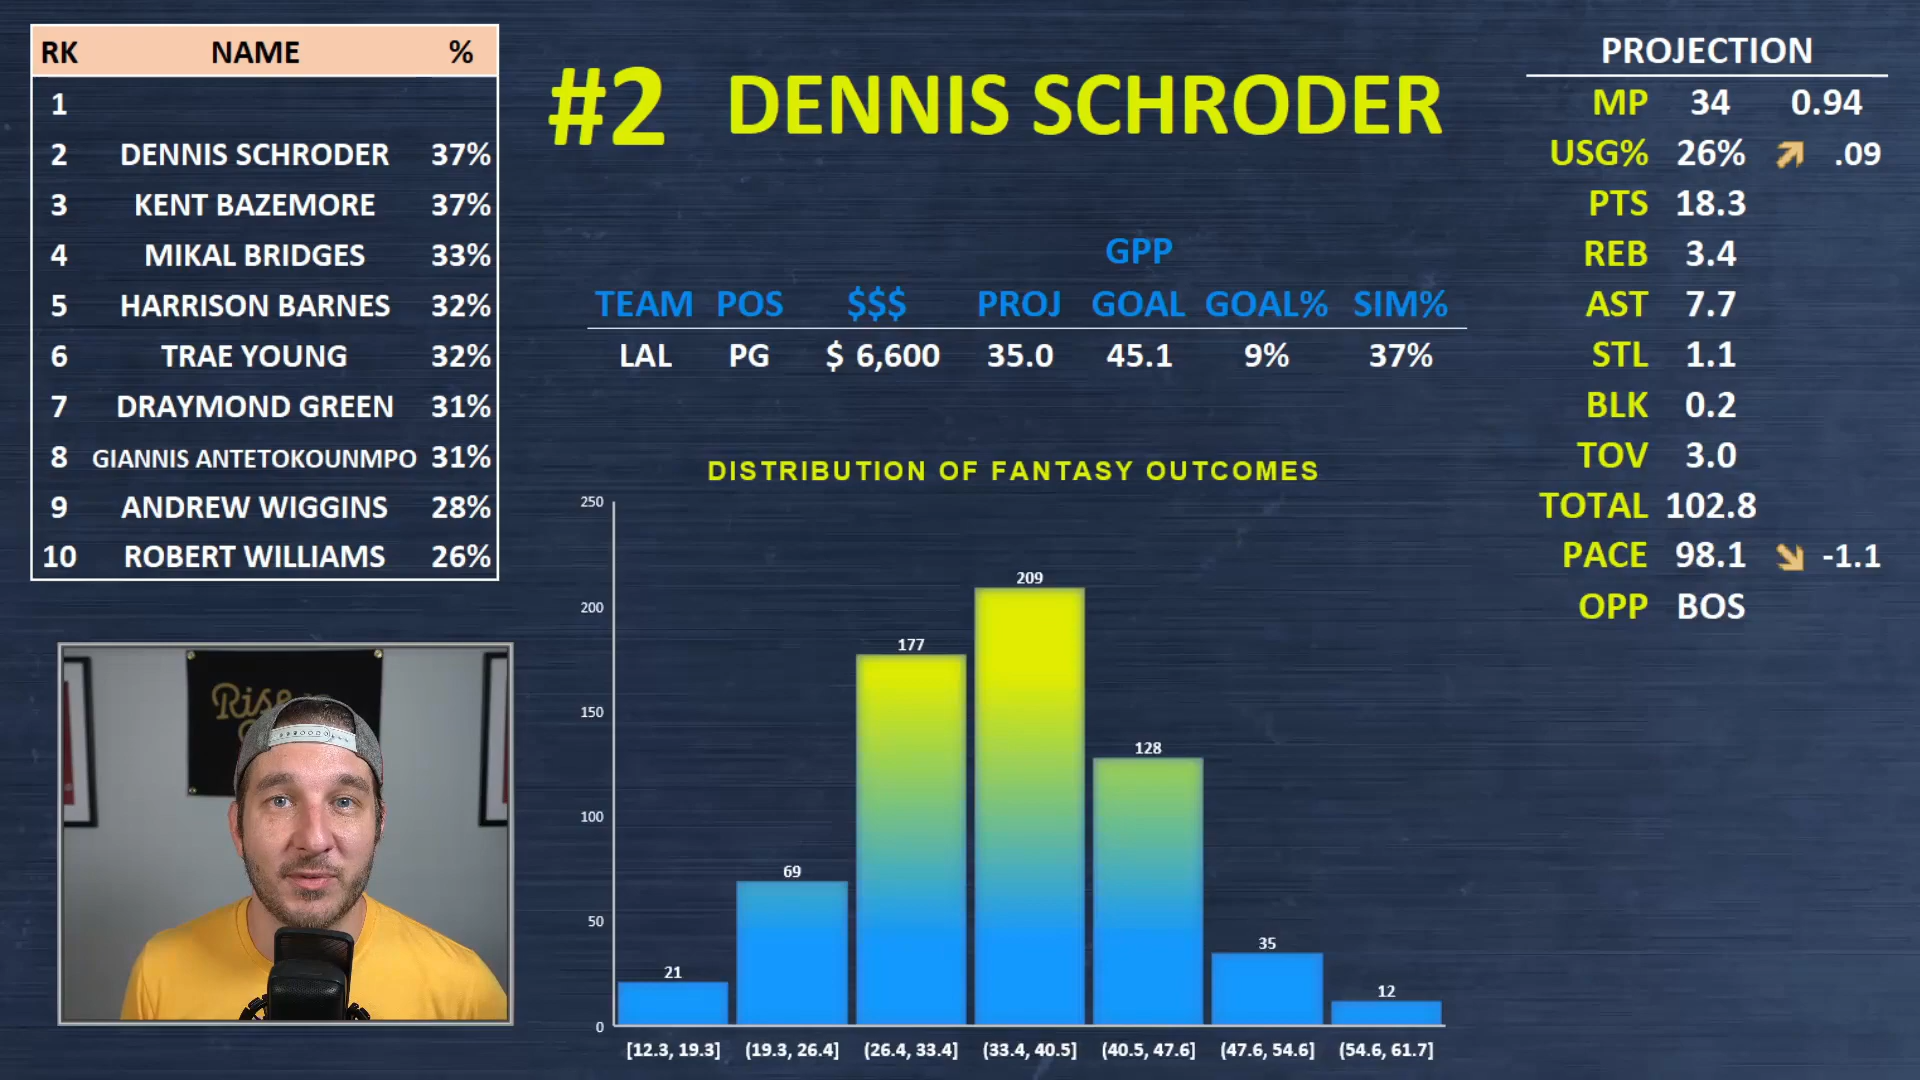 RK NAME %
1
2 DENNIS SCHRODER 37%
3 KENT BAZEMORE 37%
4 MIKAL BRIDGES 33%
5 HARRISON BARNES 32%
6 TRAE YOUNG 32%
7 DRAYMOND GREEN 31%
8 GIANNIS ANTETOKOUNMPO 31%
9 ANDREW WIGGINS 28%
10 ROBERT WILLIAMS 26%
#2 DENNIS SCHRODER
GPP
TEAM POS $$$ PROJ GOAL GOAL% SIM%
LAL PG $ 6,600 35.0 45.1 9% 37%
DISTRIBUTION OF FANTASY OUTCOMES
250
200
150
100
50
0
21
69
177
209
128
35
12
[12.3, 19.3] (19.3, 26.4] (26.4, 33.4] (33.4, 40.5] (40.5, 47.6] (47.6, 54.6] (54.6, 61.7]
PROJECTION
MP 34 0.94
USG% 26% .09
PTS 18.3
REB 3.4
AST 7.7
STL 1.1
BLK 0.2
TOV 3.0
TOTAL 102.8
PACE 98.1 -1.1
OPP BOS
Rise